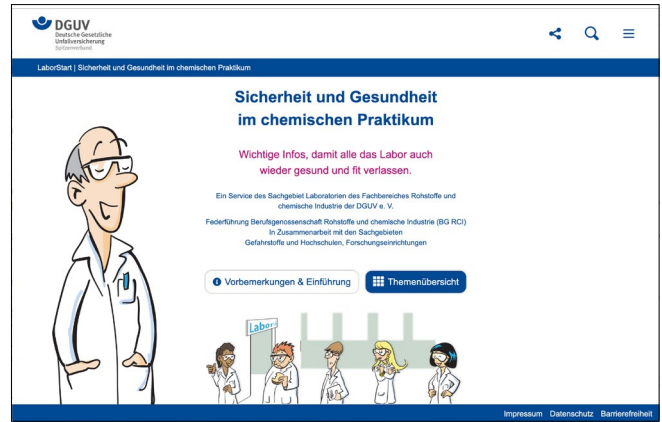 DGUV
Deutsche Gesetzliche
Unfallversicherung
Spitzenverband
LaborStart | Sicherheit und Gesundheit im chemischen Praktikum
Sicherheit und Gesundheit
im chemischen Praktikum
Wichtige Infos, damit alle das Labor auch
wieder gesund und fit verlassen.
Ein Service des Sachgebiet Laboratorien des Fachbereiches Rohstoffe und
chemische Industrie der DGUV e. V.
Federführung Berufsgenossenschaft Rohstoffe und chemische Industrie (BG RCI)
In Zusammenarbeit mit den Sachgebieten
Gefahrstoffe und Hochschulen, Forschungseinrichtungen
Vorbemerkungen & Einführung
Themenübersicht
Labor
Impressum Datenschutz Barrierefreiheit